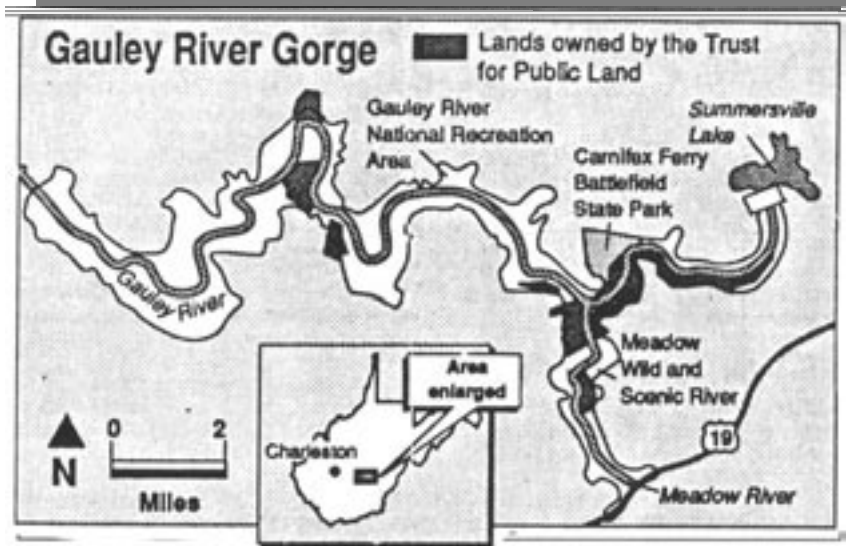 Gauley River Gorge
Lands owned by the Trust
for Public Land
Gauley River
National Recreation
Area
Summersville
Lake
Carnifex Ferry
Battlefield
State Park
Gauley River
Meadow
Wild and
Scenic River
Area
enlarged
Charleston
19
Meadow River
0 2
N
Miles